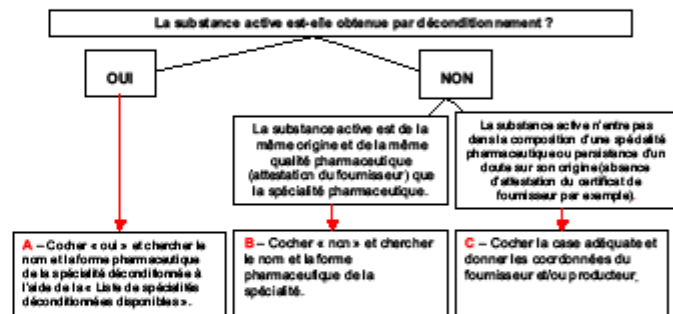 La substance active est-elle obtenue par déconditionnement ?
OUI
NON
La substance active est de la
même origine et de la même
qualité pharmaceutique
(attestation du fournisseur) que
la spécialité pharmaceutique.
La substance active n'entre pas
dans la composition d'une spécialité
pharmaceutique ou persistance d'un
doute sur son origine (absence
d'attestation du certificat de
fournisseur par exemple).
A – Cocher « oui » et chercher le
nom et la forme pharmaceutique
de la spécialité déconditionnée à
l'aide de la « Liste de spécialités
déconditionnées disponibles ».
B – Cocher « non » et chercher
le nom et la forme
pharmaceutique de la
spécialité.
C – Cocher la case adéquate et
donner les coordonnées du
fournisseur et/ou producteur.